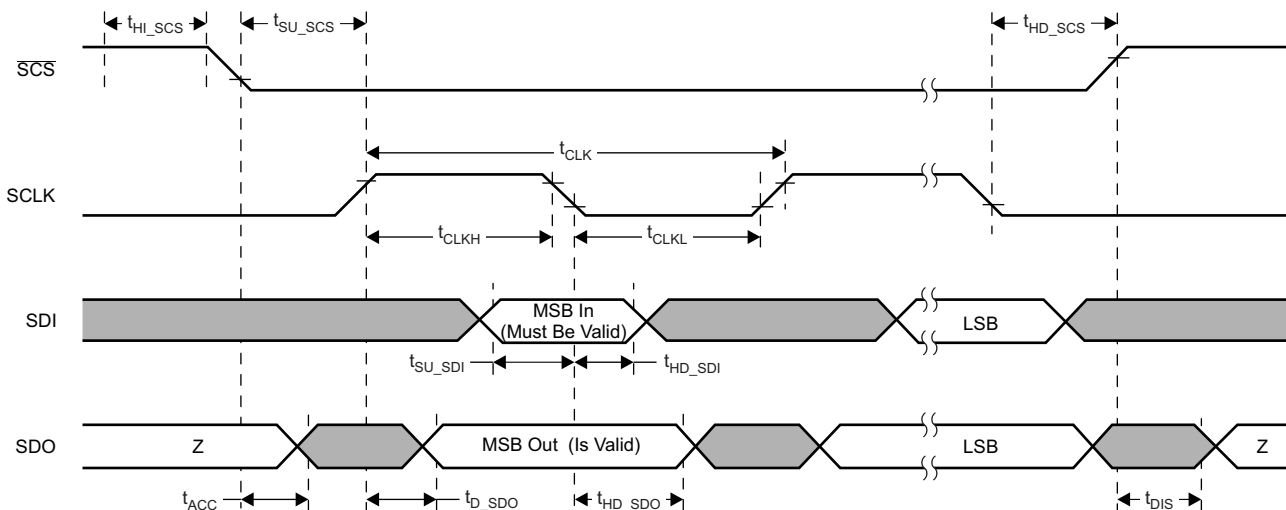 tHI_SCS
tSU_SCS
tHD_SCS
SCS
tCLK
SCLK
tCLKH
tCLKL
SDI
MSB In
(Must Be Valid)
LSB
tSU_SDI
tHD_SDI
SDO
Z
MSB Out (Is Valid)
LSB
Z
tACC
tD_SDO
tHD_SDO
tDIS